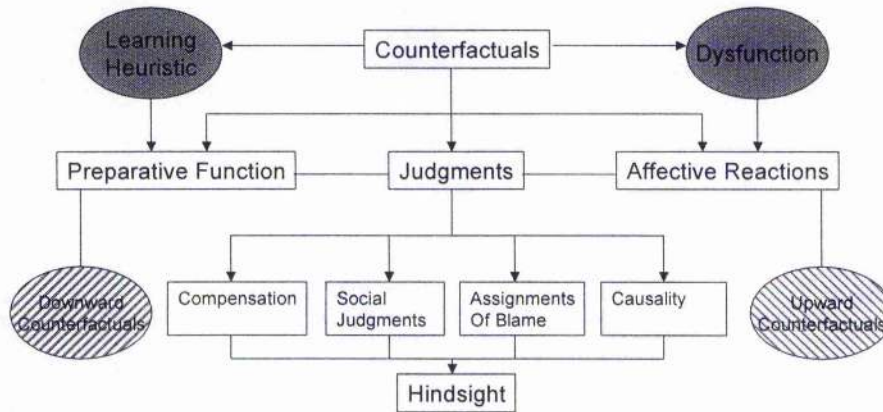 Learning
Heuristic
Counterfactuals
Dysfunction
Preparative Function
Judgments
Affective Reactions
Downward
Counterfactuals
Compensation
Social
Judgments
Assignments
Of Blame
Causality
Upward
Counterfactuals
Hindsight